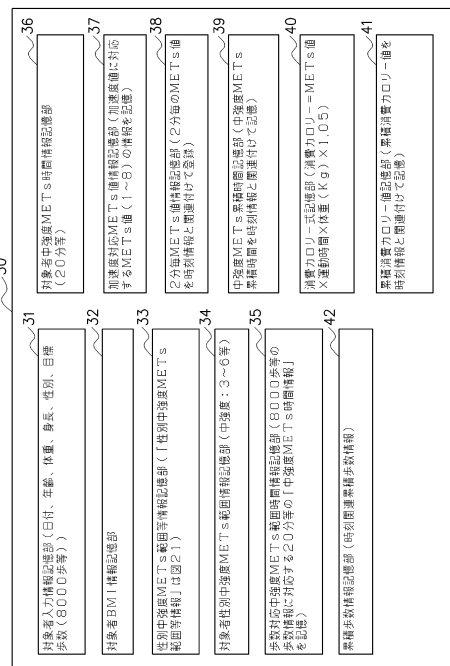 30
31
対象者入力情報記憶部（日付、年齢、体重、身長、性別、目標
歩数（8000歩等））
32
対象者BMI情報記憶部
33
性別中強度METs範囲等情報記憶部（「性別中強度METs
範囲等情報」は図21）
34
対象者性別中強度METs範囲情報記憶部（中強度：3～6等）
35
歩数対応中強度METs範囲時間情報記憶部（8000歩等の
歩数情報に対応する20分等の「中強度METs時間情報」
を記憶）
42
累積歩数情報記憶部（時刻関連累積歩数情報）
36
対象者中強度METs時間情報記憶部
（20分等）
37
加速度対応METs値情報記憶部（加速度値に対応
するMETs値（1～8）の情報を記憶）
38
2分毎METs値情報記憶部（2分毎のMETs値
を時刻情報と関連付けて登録）
39
中強度METs累積時間記憶部（中強度METs
累積時間を時刻情報と関連付けて記憶）
40
消費カロリー式記憶部（消費カロリー＝METs値
×運動時間×体重（Kg）×1.05）
41
累積消費カロリー値記憶部（累積消費カロリー値を
時刻情報と関連付けて記憶）